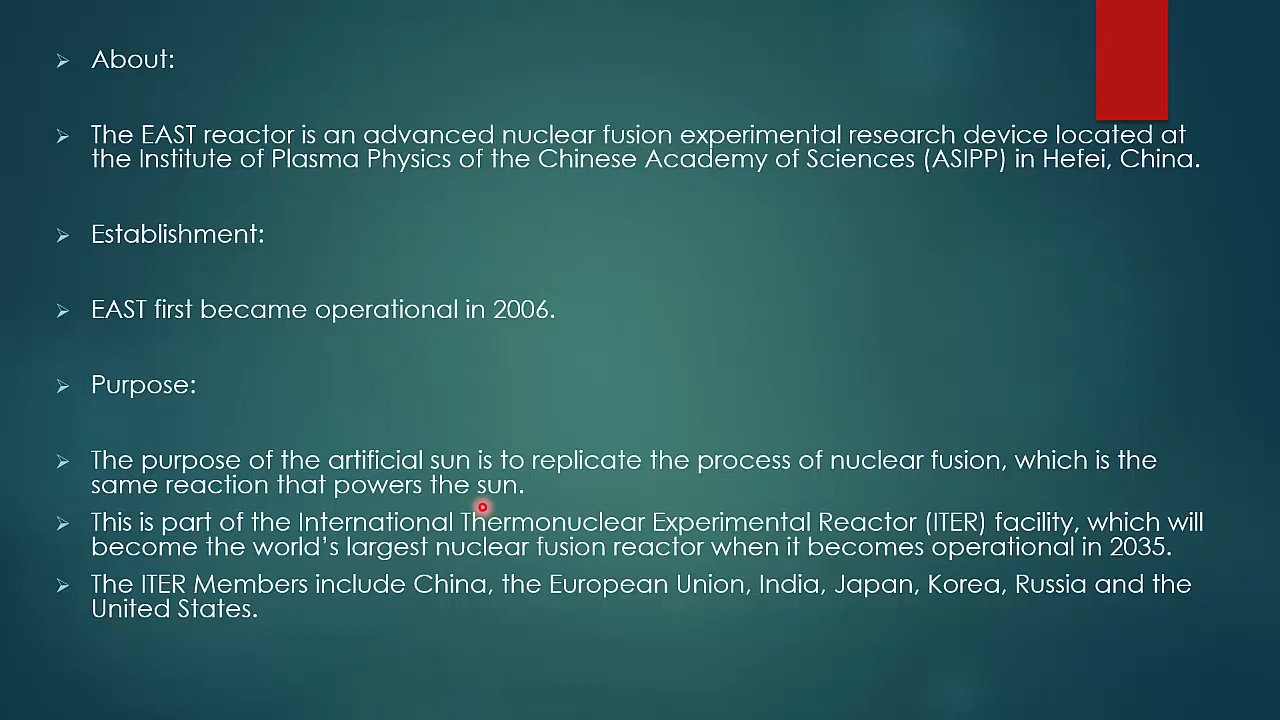 About:
The EAST reactor is an advanced nuclear fusion experimental research device located at
the Institute of Plasma Physics of the Chinese Academy of Sciences (ASIPP) in Hefei, China.
Establishment:
EAST first became operational in 2006.
Purpose:
The purpose of the artificial sun is to replicate the process of nuclear fusion, which is the
same reaction that powers the sun.
This is part of the International Thermonuclear Experimental Reactor (ITER) facility, which will
become the world’s largest nuclear fusion reactor when it becomes operational in 2035.
The ITER Members include China, the European Union, India, Japan, Korea, Russia and the
United States.